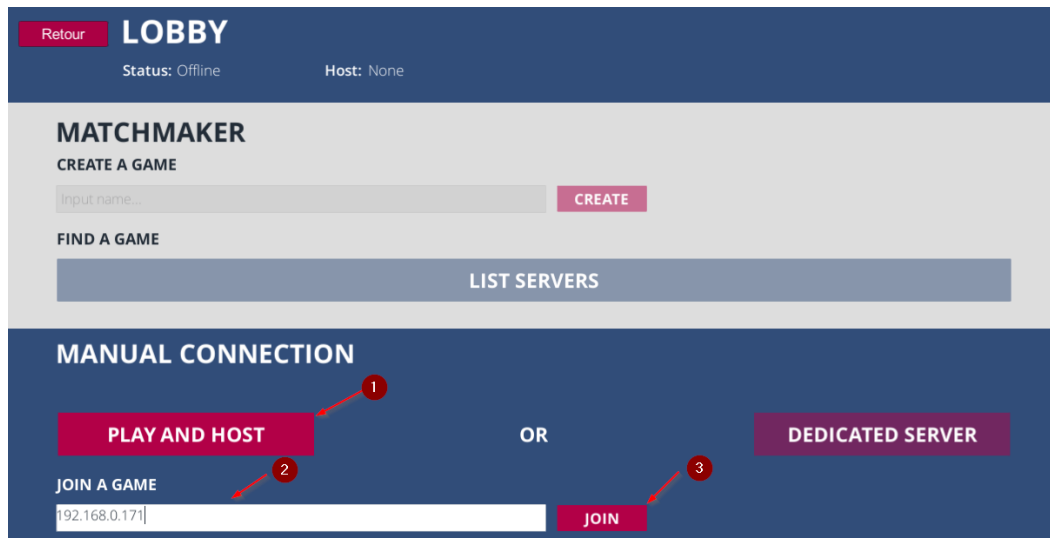 Retour LOBBY
Status: Offline Host: None
MATCHMAKER
CREATE A GAME
Input name... CREATE
FIND A GAME
LIST SERVERS
MANUAL CONNECTION
1
PLAY AND HOST OR DEDICATED SERVER
2 3
JOIN A GAME
192.168.0.171 JOIN